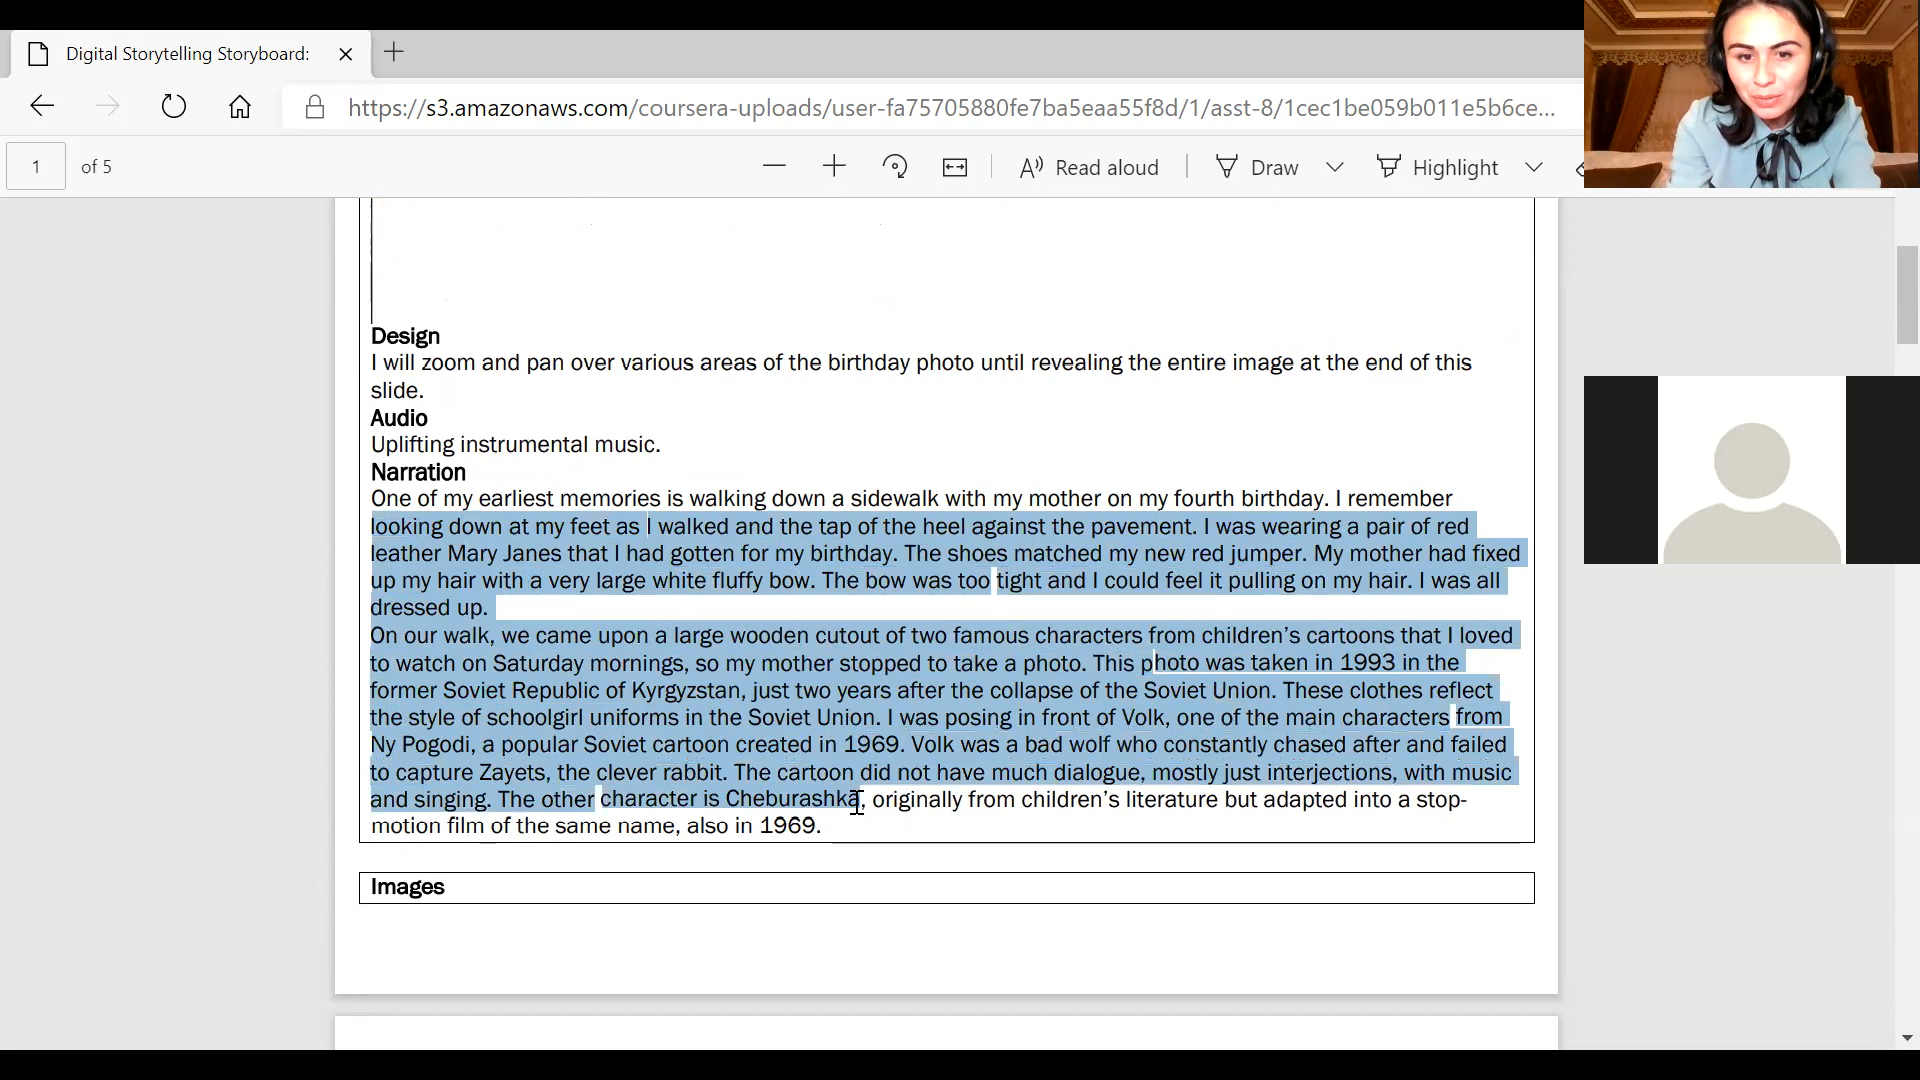 Digital Storytelling Storyboard:
https://s3.amazonaws.com/coursera-uploads/user-fa75705880fe7ba5eaa55f8d/1/asst-8/1cec1be059b011e5b6ce...
1 of 5
Read aloud
Draw
Highlight
Design
I will zoom and pan over various areas of the birthday photo until revealing the entire image at the end of this
slide.
Audio
Uplifting instrumental music.
Narration
One of my earliest memories is walking down a sidewalk with my mother on my fourth birthday. I remember
looking down at my feet as I walked and the tap of the heel against the pavement. I was wearing a pair of red
leather Mary Janes that I had gotten for my birthday. The shoes matched my new red jumper. My mother had fixed
up my hair with a very large white fluffy bow. The bow was too tight and I could feel it pulling on my hair. I was all
dressed up.
On our walk, we came upon a large wooden cutout of two famous characters from children's cartoons that I loved
to watch on Saturday mornings, so my mother stopped to take a photo. This photo was taken in 1993 in the
former Soviet Republic of Kyrgyzstan, just two years after the collapse of the Soviet Union. These clothes reflect
the style of schoolgirl uniforms in the Soviet Union. I was posing in front of Volk, one of the main characters from
Ny Pogodi, a popular Soviet cartoon created in 1969. Volk was a bad wolf who constantly chased after and failed
to capture Zayets, the clever rabbit. The cartoon did not have much dialogue, mostly just interjections, with music
and singing. The other character is Cheburashka, originally from children's literature but adapted into a stop-
motion film of the same name, also in 1969.
Images